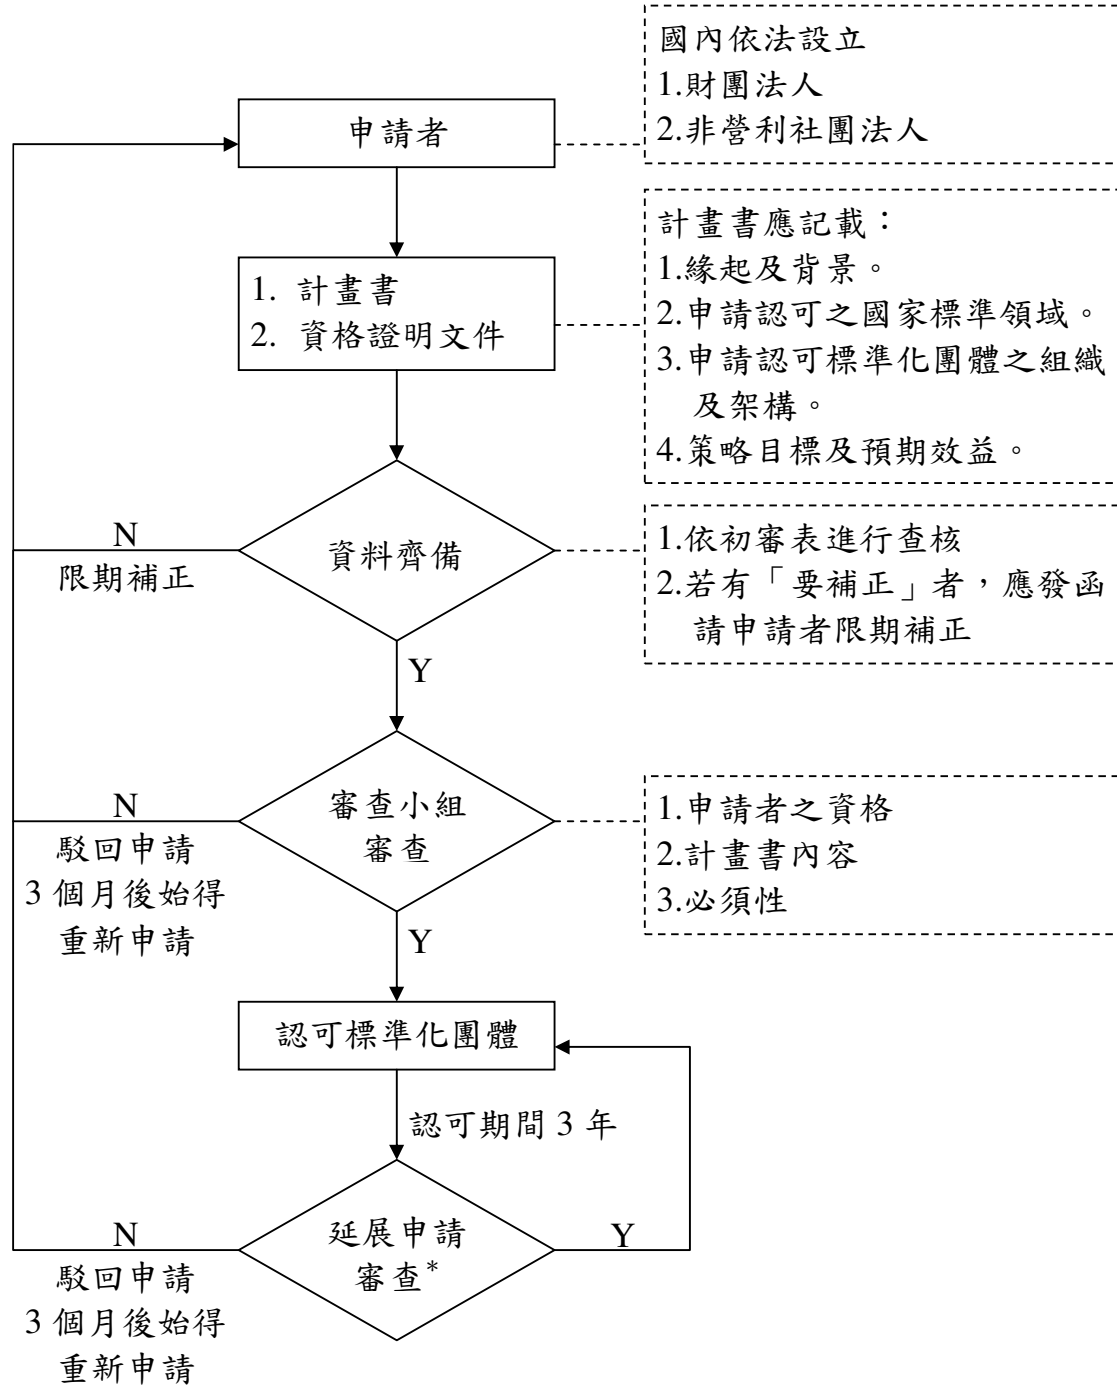 國內依法設立
1.財團法人
2.非營利社團法人
申請者
計畫書應記載：
1.緣起及背景。
2.申請認可之國家標準領域。
3.申請認可標準化團體之組織
及架構。
4.策略目標及預期效益。
1. 計畫書
2. 資格證明文件
資料齊備
N
限期補正
1.依初審表進行查核
2.若有「要補正」者，應發函
請申請者限期補正
Y
審查小組
審查
N
駁回申請
3 個月後始得
重新申請
1.申請者之資格
2.計畫書內容
3.必須性
Y
認可標準化團體
認可期間 3 年
延展申請
審查*
N
駁回申請
3 個月後始得
重新申請
Y